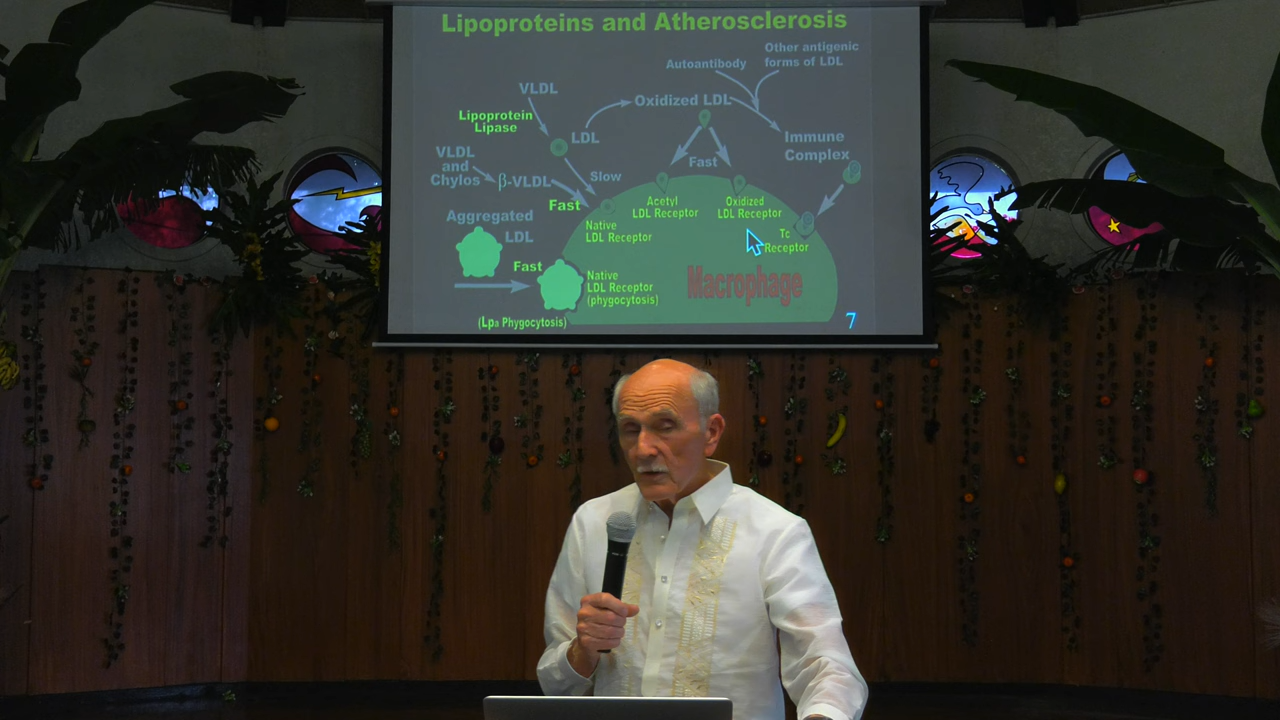 Lipoproteins and Atherosclerosis
Other antigenic
forms of LDL
Autoantibody
VLDL
Oxidized LDL
Lipoprotein
Lipase
LDL
Immune
Complex
VLDL
and
Chylos
β-VLDL
Slow
Fast
Fast
Acetyl
LDL Receptor
Oxidized
LDL Receptor
Aggregated
LDL
Native
LDL Receptor
Tc
Receptor
Fast
Native
LDL Receptor
(phygocytosis)
Macrophage
(Lpa Phygocytosis)
7